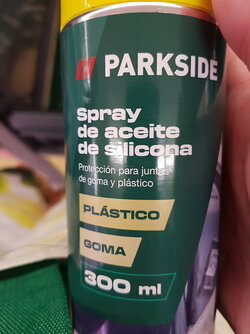 PARKSIDE
spray
de aceite
de silicona
Protección para juntas
de goma y plástico
PLÁSTICO
GOMA
300 ml